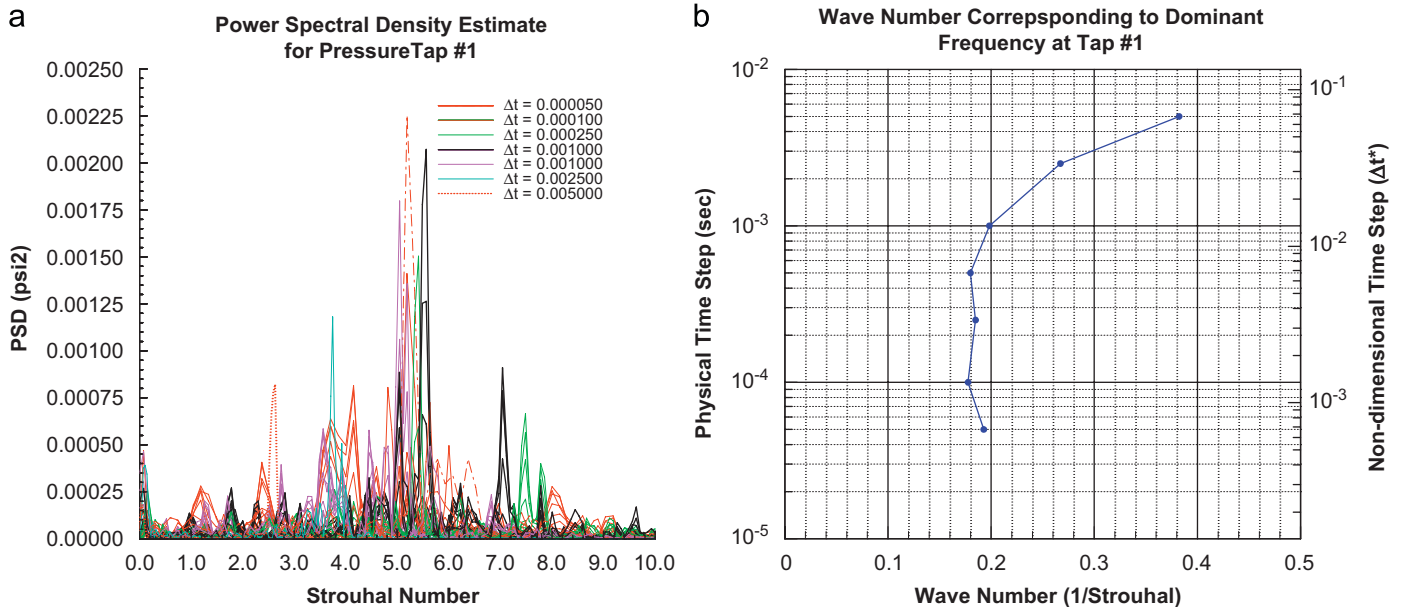 a
Power Spectral Density Estimate
for PressureTap #1
PSD (psi2)
0.00250
0.00225
0.00200
0.00175
0.00150
0.00125
0.00100
0.00075
0.00050
0.00025
0.00000
Δt = 0.000050
Δt = 0.000100
Δt = 0.000250
Δt = 0.001000
Δt = 0.001000
Δt = 0.002500
Δt = 0.005000
0.0 1.0 2.0 3.0 4.0 5.0 6.0 7.0 8.0 9.0 10.0
Strouhal Number
b
Wave Number Correpsponding to Dominant
Frequency at Tap #1
Physical Time Step (sec)
10⁻²
10⁻³
10⁻⁴
10⁻⁵
10⁻¹
10⁻²
10⁻³
Non-dimensional Time Step (Δt*)
0 0.2 0.3 0.4 0.5
Wave Number (1/Strouhal)